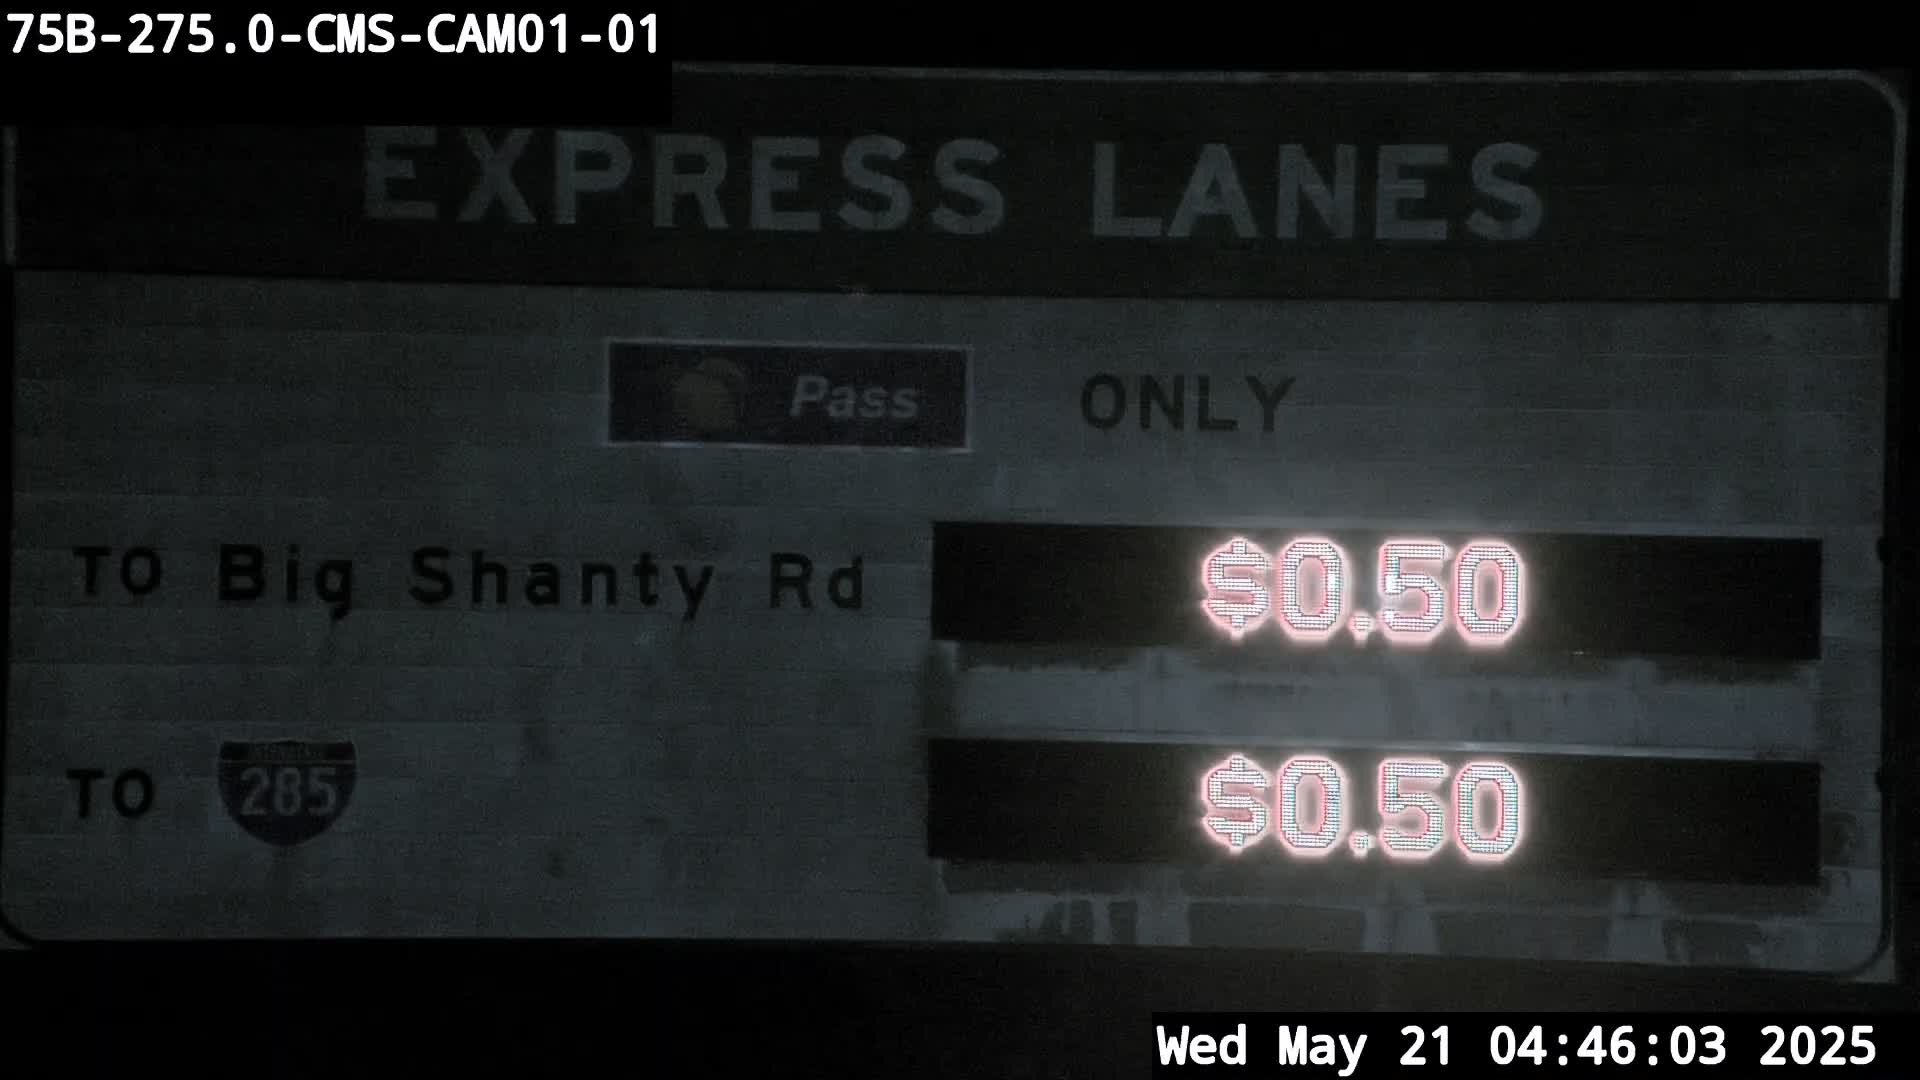 75B-275.0-CMS-CAM01-01
EXPRESS LANES
Pass ONLY
TO Big Shanty Rd $0.50
TO 285 $0.50
Wed May 21 04:46:03 2025